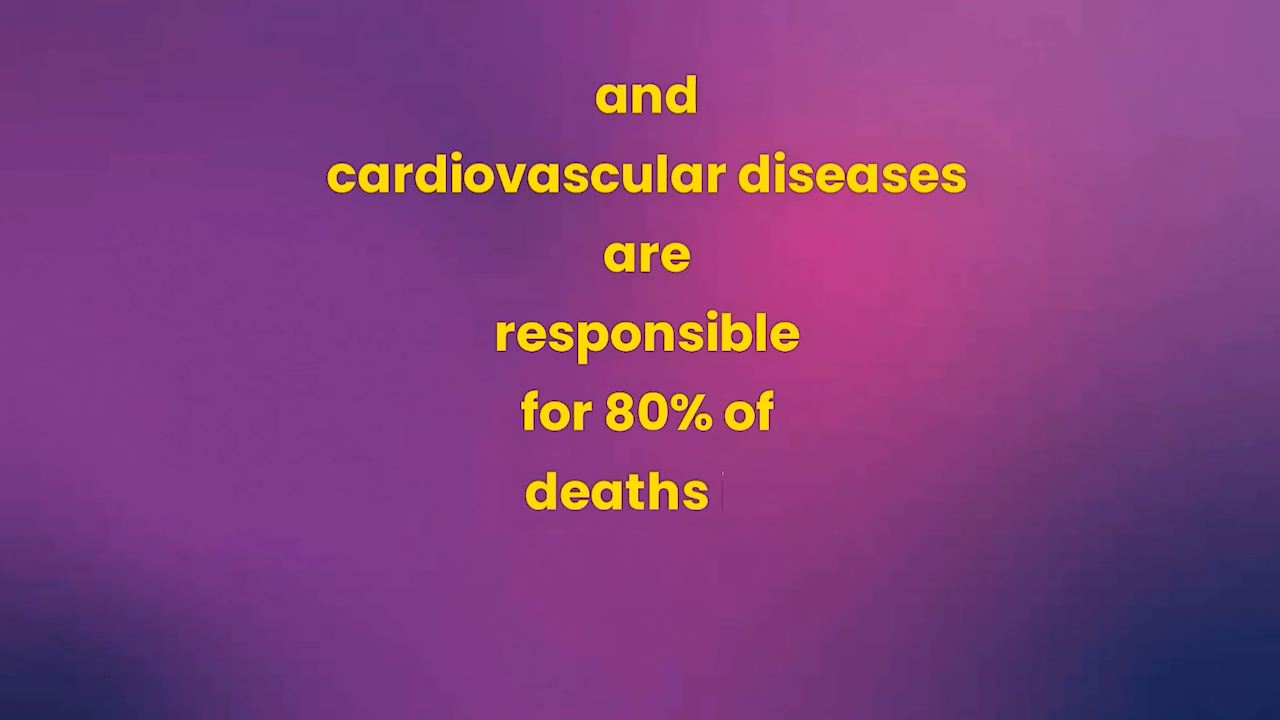 and
cardiovascular diseases
are
responsible
for 80% of
deaths